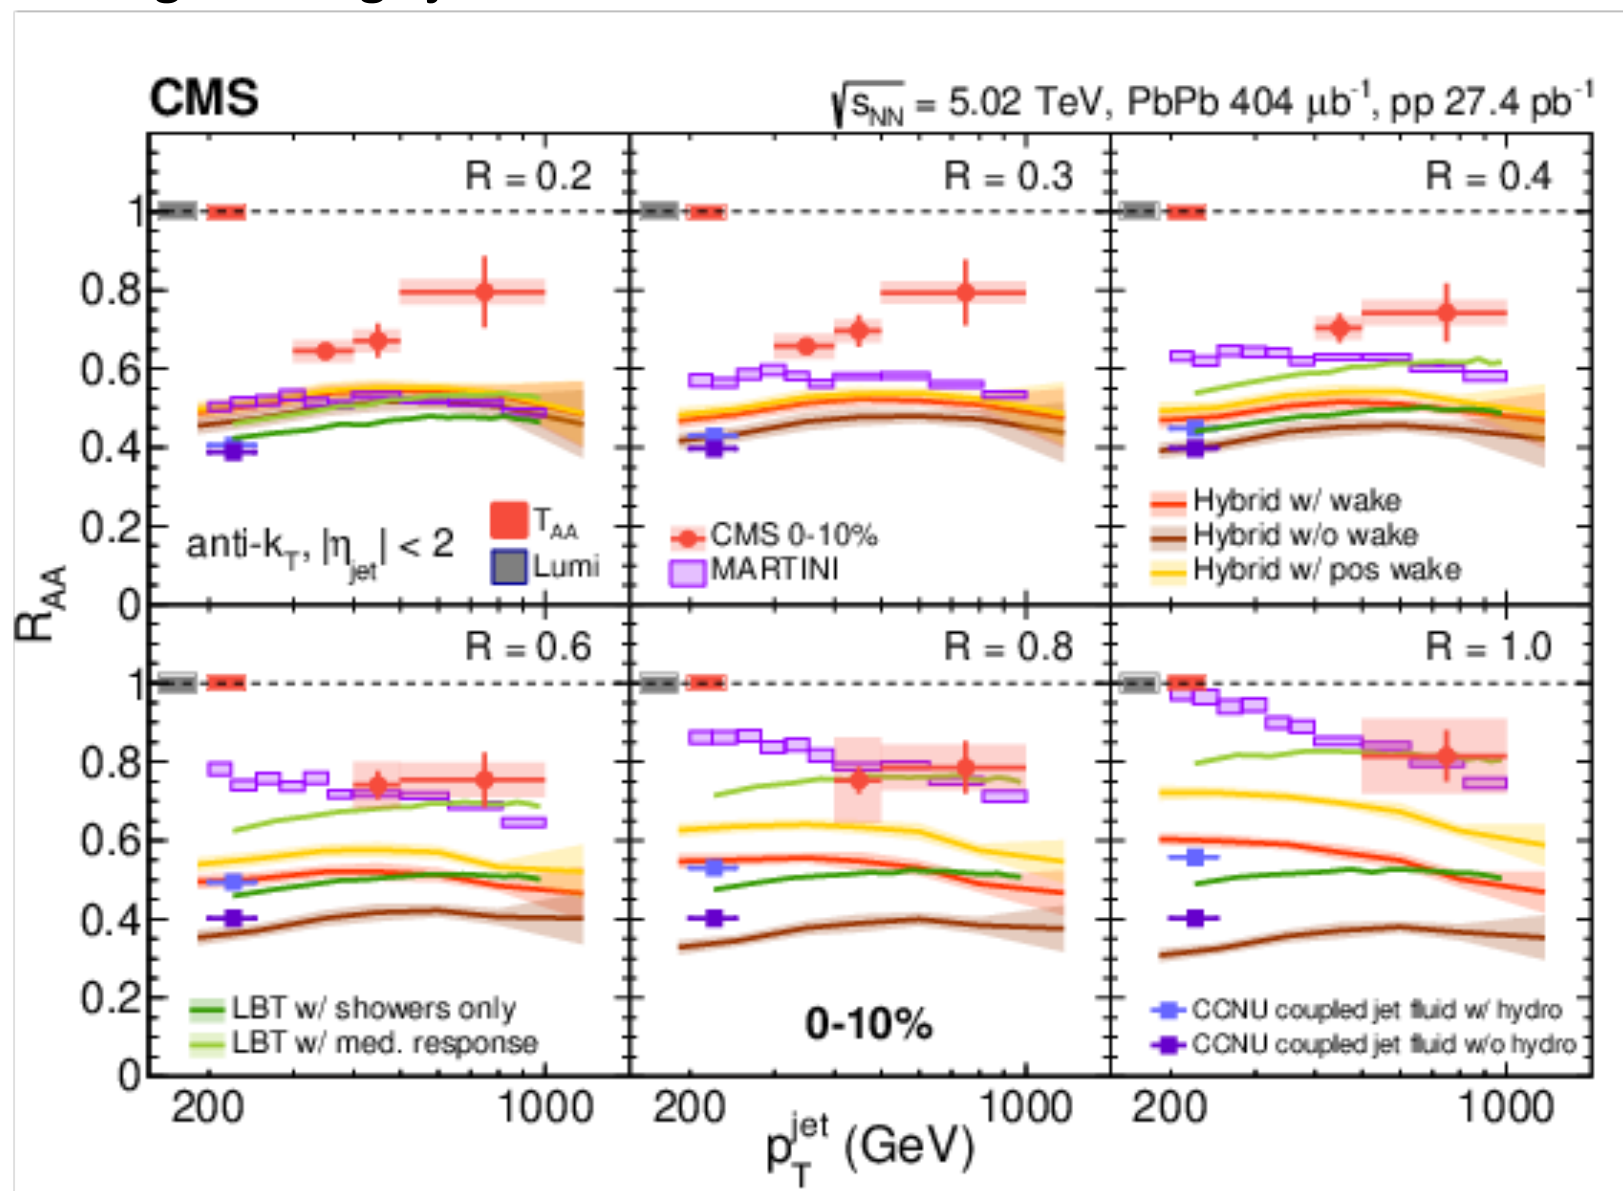 CMS
√sNN = 5.02 TeV, PbPb 404 μb-1, pp 27.4 pb-1
R = 0.2
R = 0.3
R = 0.4
1
0.8
0.6
0.4
0.2
0
anti-kT, |ηjet| < 2
TAA
Lumi
CMS 0-10%
MARTINI
Hybrid w/ wake
Hybrid w/o wake
Hybrid w/ pos wake
RAA
R = 0.6
R = 0.8
R = 1.0
1
0.8
0.6
0.4
0.2
0
LBT w/ showers only
LBT w/ med. response
0-10%
CCNU coupled jet fluid w/ hydro
CCNU coupled jet fluid w/o hydro
200 1000 200 1000 200 1000
pTjet (GeV)